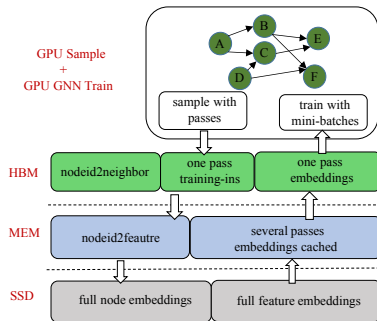 GPU Sample
+
GPU GNN Train
A
B
C
D
E
F
sample with
passes
train with
mini-batches
HBM
nodeid2neighbor
one pass
training-ins
one pass
embeddings
MEM
nodeid2feautre
several passes
embeddings cached
SSD
full node embeddings
full feature embeddings